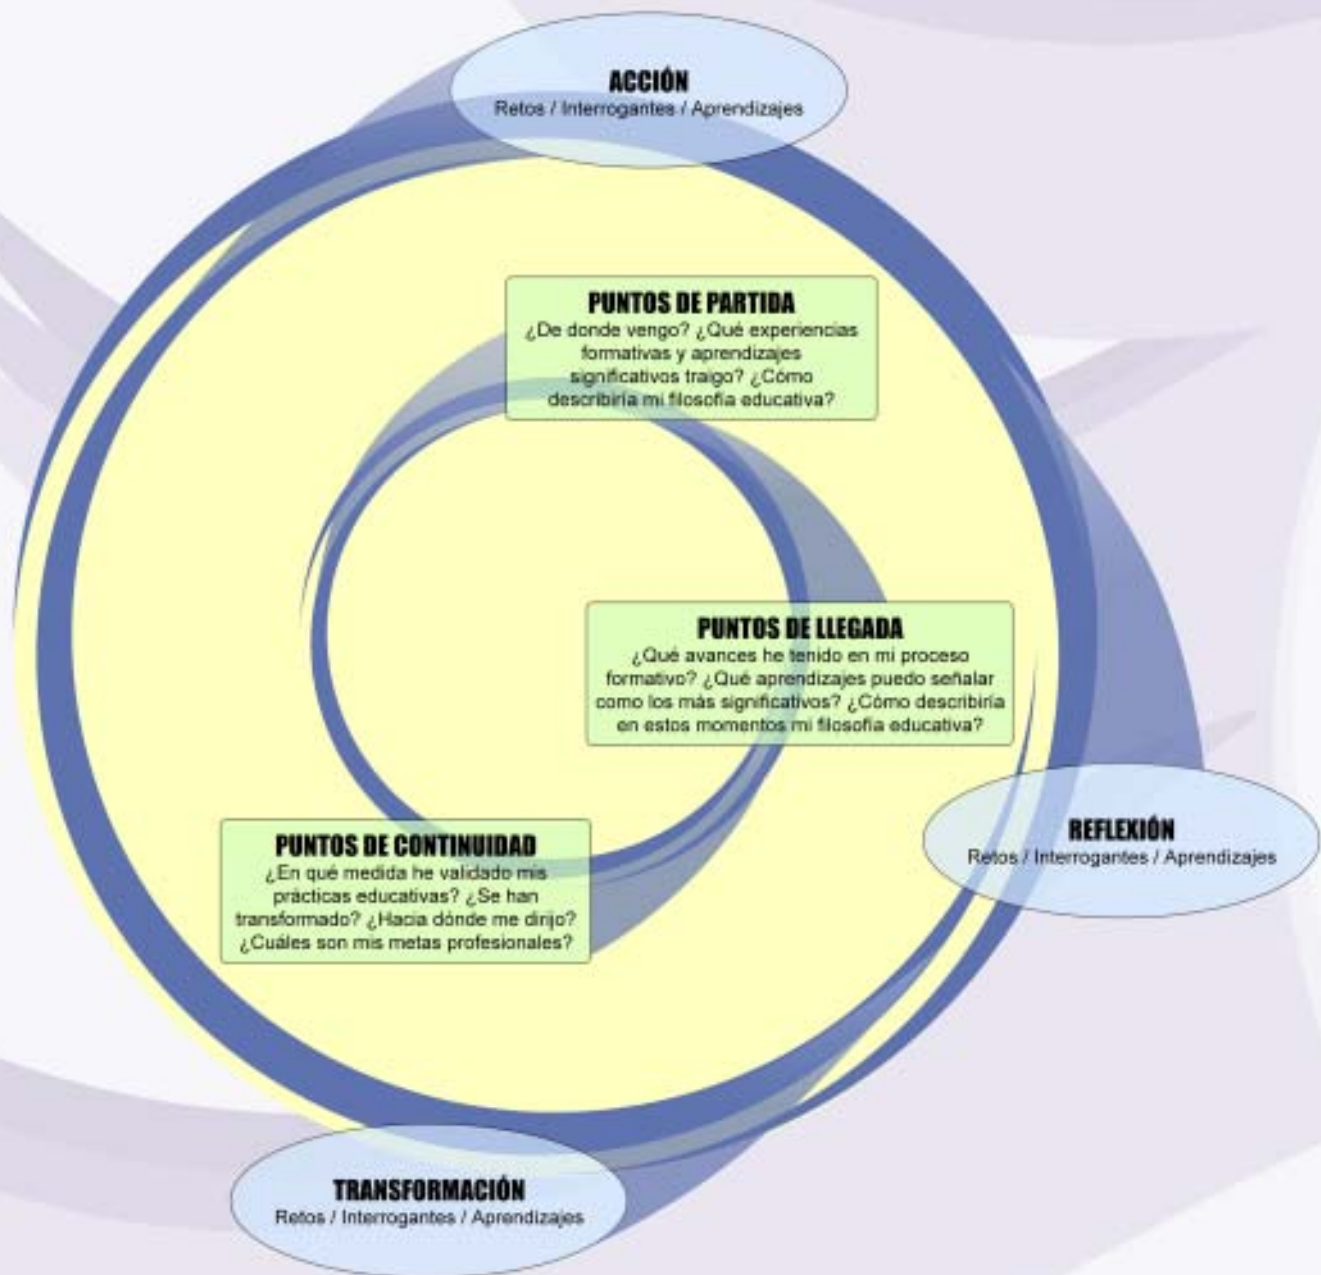 ACCIÓN
Retos / Interrogantes / Aprendizajes
PUNTOS DE PARTIDA
¿De donde vengo? ¿Qué experiencias
formativas y aprendizajes
significativos traigo? ¿Cómo
describiría mi filosofía educativa?
PUNTOS DE LLEGADA
¿Qué avances he tenido en mi proceso
formativo? ¿Qué aprendizajes puedo señalar
como los más significativos? ¿Cómo describiría
en estos momentos mi filosofía educativa?
REFLEXIÓN
Retos / Interrogantes / Aprendizajes
PUNTOS DE CONTINUIDAD
¿En qué medida he validado mis
prácticas educativas? ¿Se han
transformado? ¿Hacia dónde me dirijo?
¿Cuáles son mis metas profesionales?
TRANSFORMACIÓN
Retos / Interrogantes / Aprendizajes